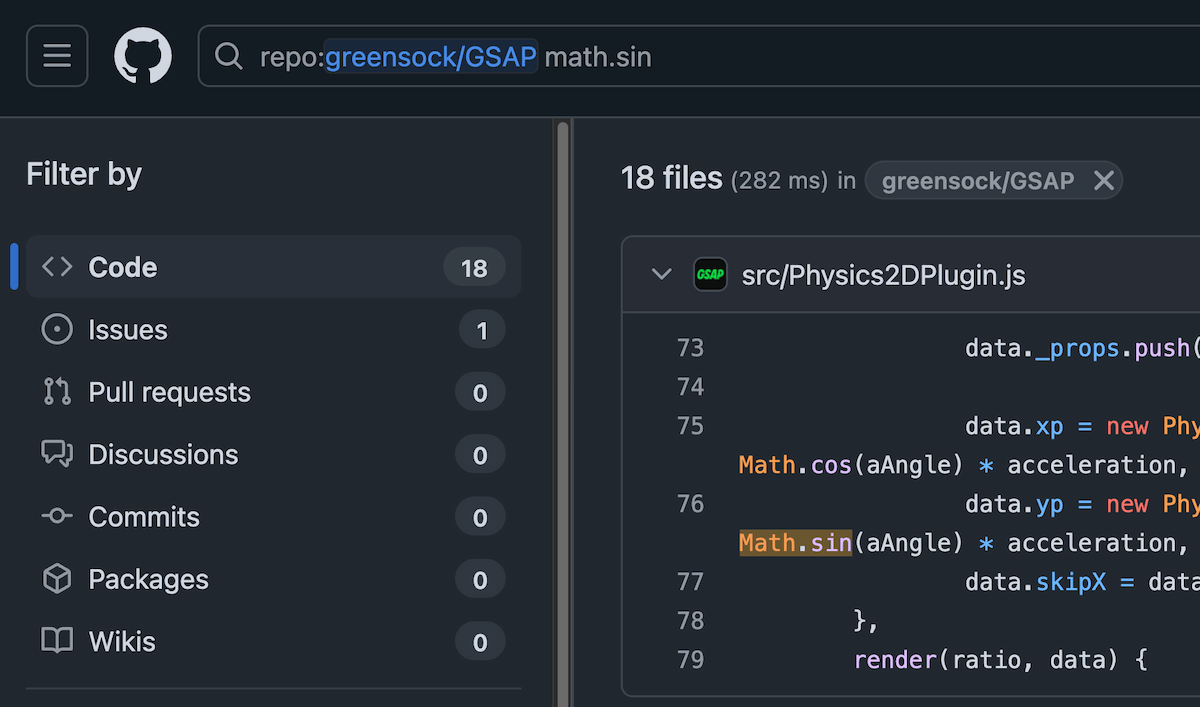 repo:greensock/GSAP math.sin
Filter by
Code 18
Issues 1
Pull requests 0
Discussions 0
Commits 0
Packages 0
Wikis 0
18 files (282 ms) in greensock/GSAP
GSAP src/Physics2DPlugin.js
73 data._props.push(
74
75 data.xp = new Phy
Math.cos(aAngle) * acceleration,
76 data.yp = new Phy
Math.sin(aAngle) * acceleration,
77 data.skipX = data
78 },
79 render(ratio, data) {